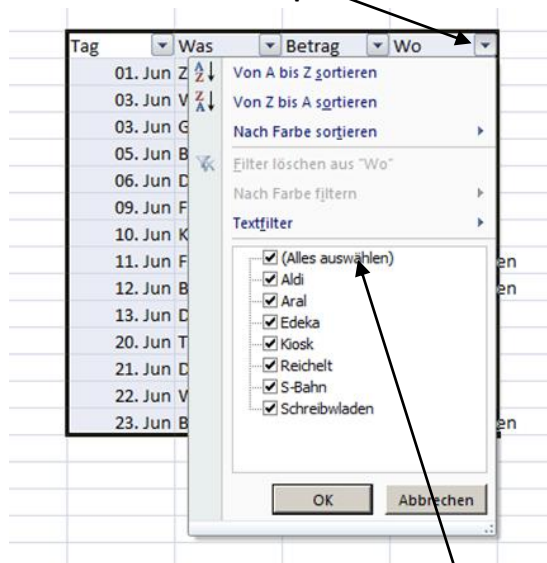 Tag Was Betrag Wo
01. Jun Z
03. Jun V
03. Jun G
05. Jun B
06. Jun D
09. Jun F
10. Jun K
11. Jun F en
12. Jun B en
13. Jun D
20. Jun T
21. Jun D
22. Jun V
23. Jun B en
Von A bis Z sortieren
Von Z bis A sortieren
Nach Farbe sortieren
Filter löschen aus "Wo"
Nach Farbe filtern
Textfilter
(Alles auswählen)
Aldi
Aral
Edeka
Kiosk
Reichelt
S-Bahn
Schreibwladen
OK Abbrechen